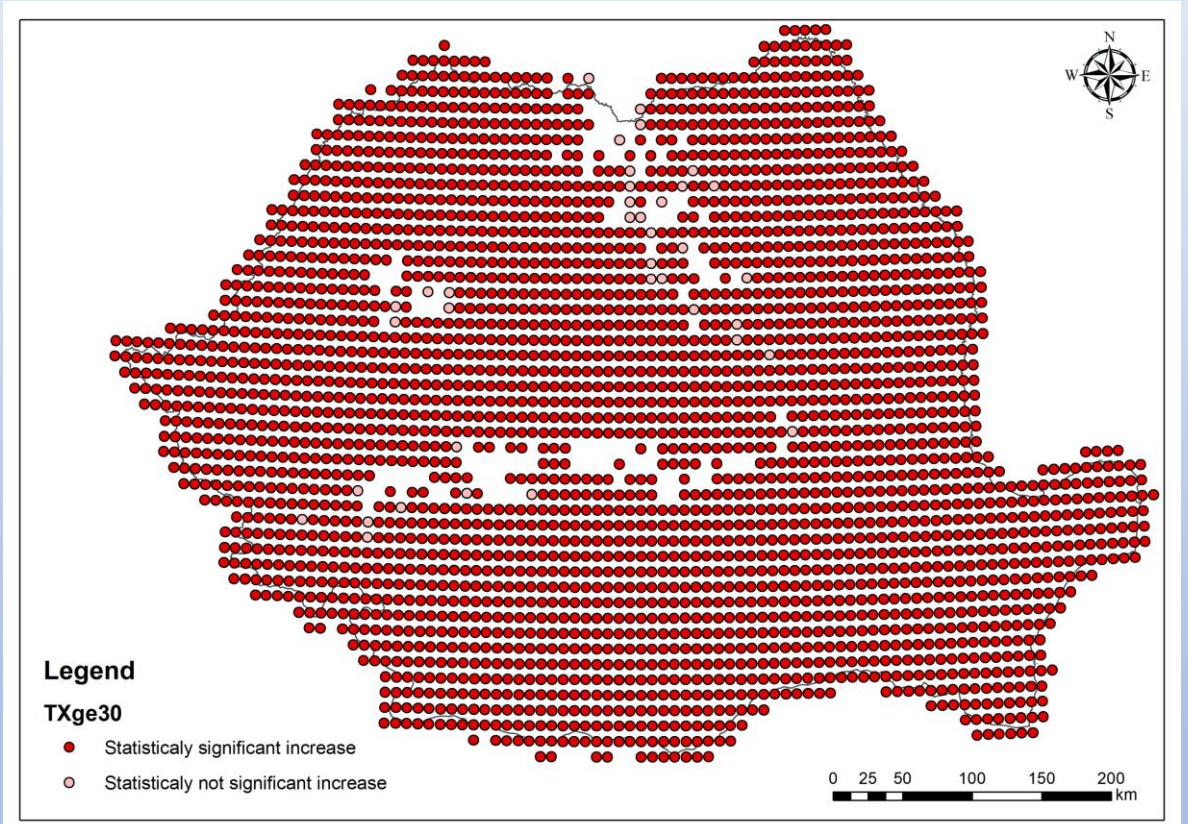 N
W E
S
Legend
TXge30
Statisticaly significant increase
Statisticaly not significant increase
0 25 50 100 150 200
km